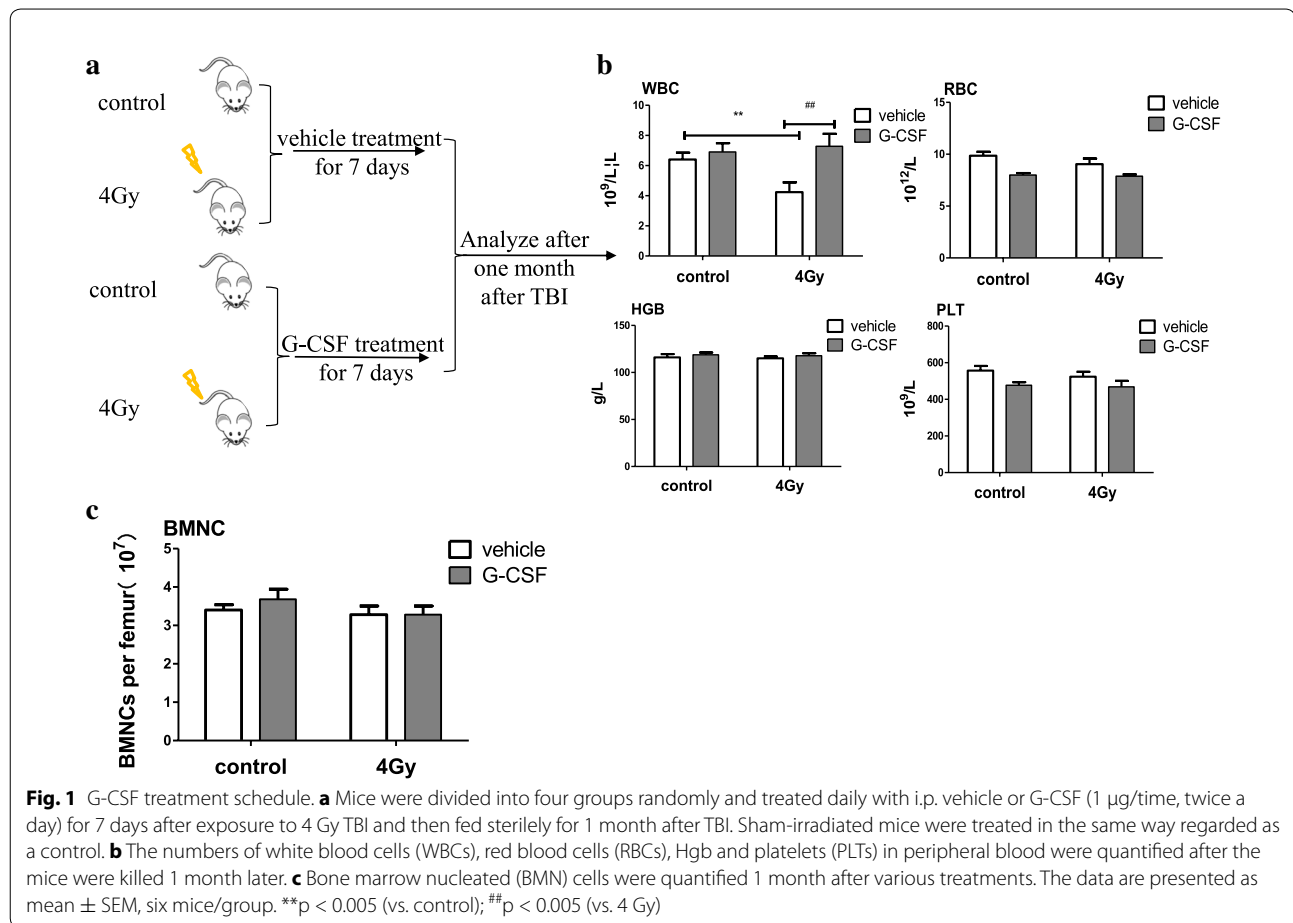 a
control
4Gy
control
4Gy
vehicle treatment
for 7 days
G-CSF treatment
for 7 days
Analyze after
one month
after TBI
b
WBC
10
8
6
4
2
0
10⁹/L¦L
**
##
vehicle
G-CSF
control 4Gy
RBC
15
10
5
0
10¹²/L
vehicle
G-CSF
control 4Gy
HGB
150
100
50
0
g/L
vehicle
G-CSF
control 4Gy
PLT
800
600
400
200
0
10⁹/L
vehicle
G-CSF
control 4Gy
c
BMNC
5
4
3
2
1
0
BMNCs per femur( 10⁷)
vehicle
G-CSF
control 4Gy
Fig. 1 G-CSF treatment schedule. a Mice were divided into four groups randomly and treated daily with i.p. vehicle or G-CSF (1 μg/time, twice a
day) for 7 days after exposure to 4 Gy TBI and then fed sterilely for 1 month after TBI. Sham-irradiated mice were treated in the same way regarded as
a control. b The numbers of white blood cells (WBCs), red blood cells (RBCs), Hgb and platelets (PLTs) in peripheral blood were quantified after the
mice were killed 1 month later. c Bone marrow nucleated (BMN) cells were quantified 1 month after various treatments. The data are presented as
mean ± SEM, six mice/group. **p < 0.005 (vs. control); ##p < 0.005 (vs. 4 Gy)